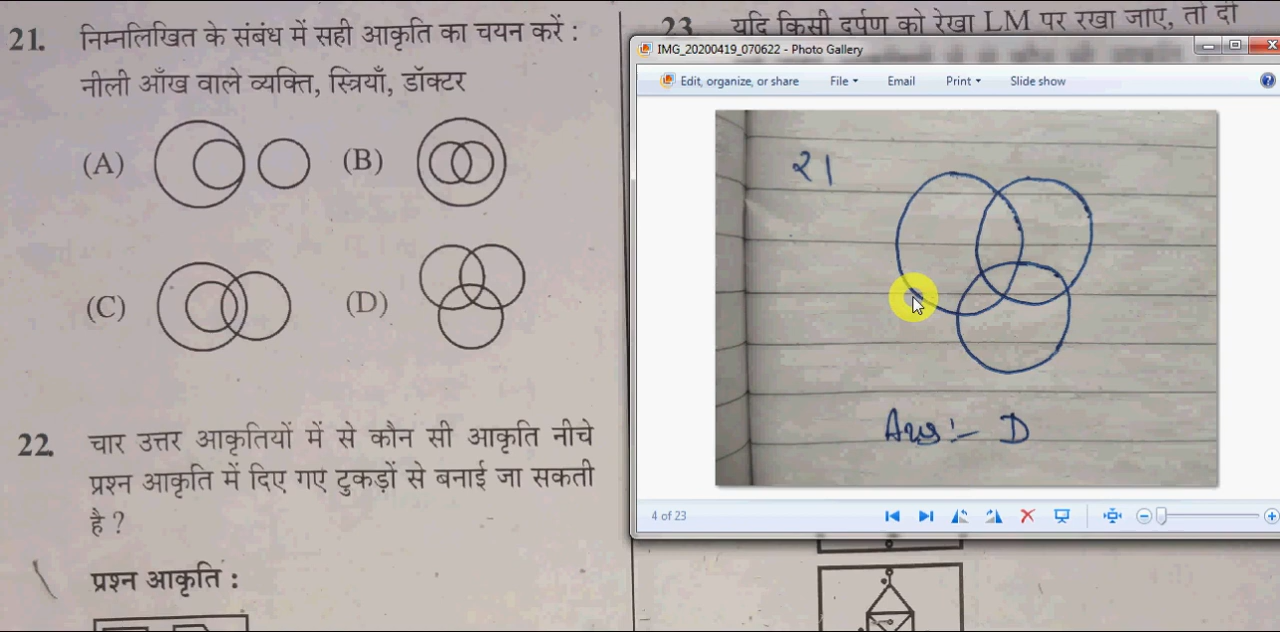 21. निम्नलिखित के संबंध में सही आकृति का चयन करें :
नीली आँख वाले व्यक्ति, स्त्रियाँ, डॉक्टर
(A)
(B)
(C)
(D)
22. चार उत्तर आकृतियों में से कौन सी आकृति नीचे
प्रश्न आकृति में दिए गए टुकड़ों से बनाई जा सकती
है ?
प्रश्न आकृति :
23. यदि किसी दर्पण को रेखा LM पर रखा जाए, तो दी
IMG_20200419_070622 - Photo Gallery
Edit, organize, or share File Email Print Slide show
21
Ans :- D
4 of 23